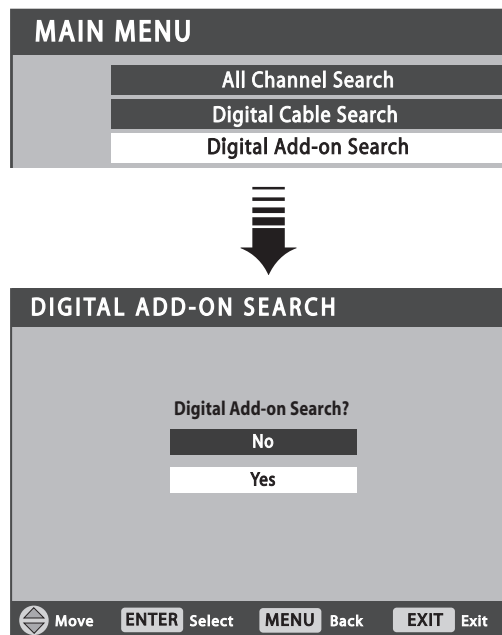 MAIN MENU
All Channel Search
Digital Cable Search
Digital Add-on Search
DIGITAL ADD-ON SEARCH
Digital Add-on Search?
No
Yes
Move ENTER Select MENU Back EXIT Exit